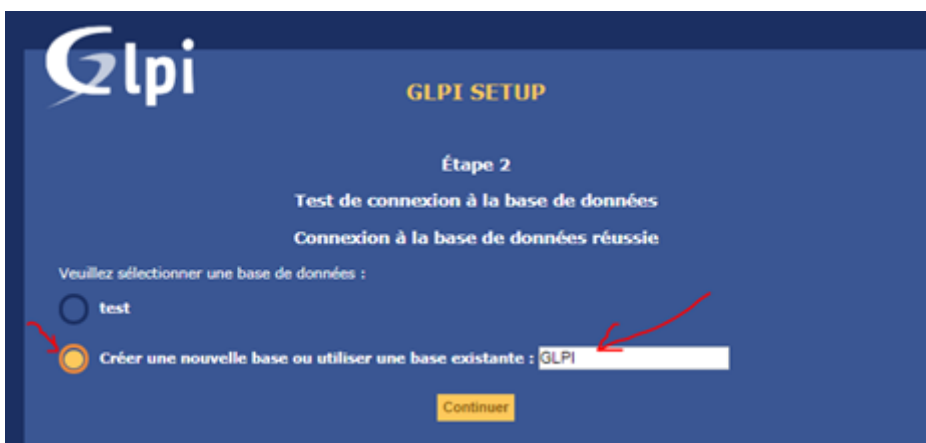 Glpi
GLPI SETUP
Étape 2
Test de connexion à la base de données
Connexion à la base de données réussie
Veuillez sélectionner une base de données :
test
Créer une nouvelle base ou utiliser une base existante : GLPI
Continuer